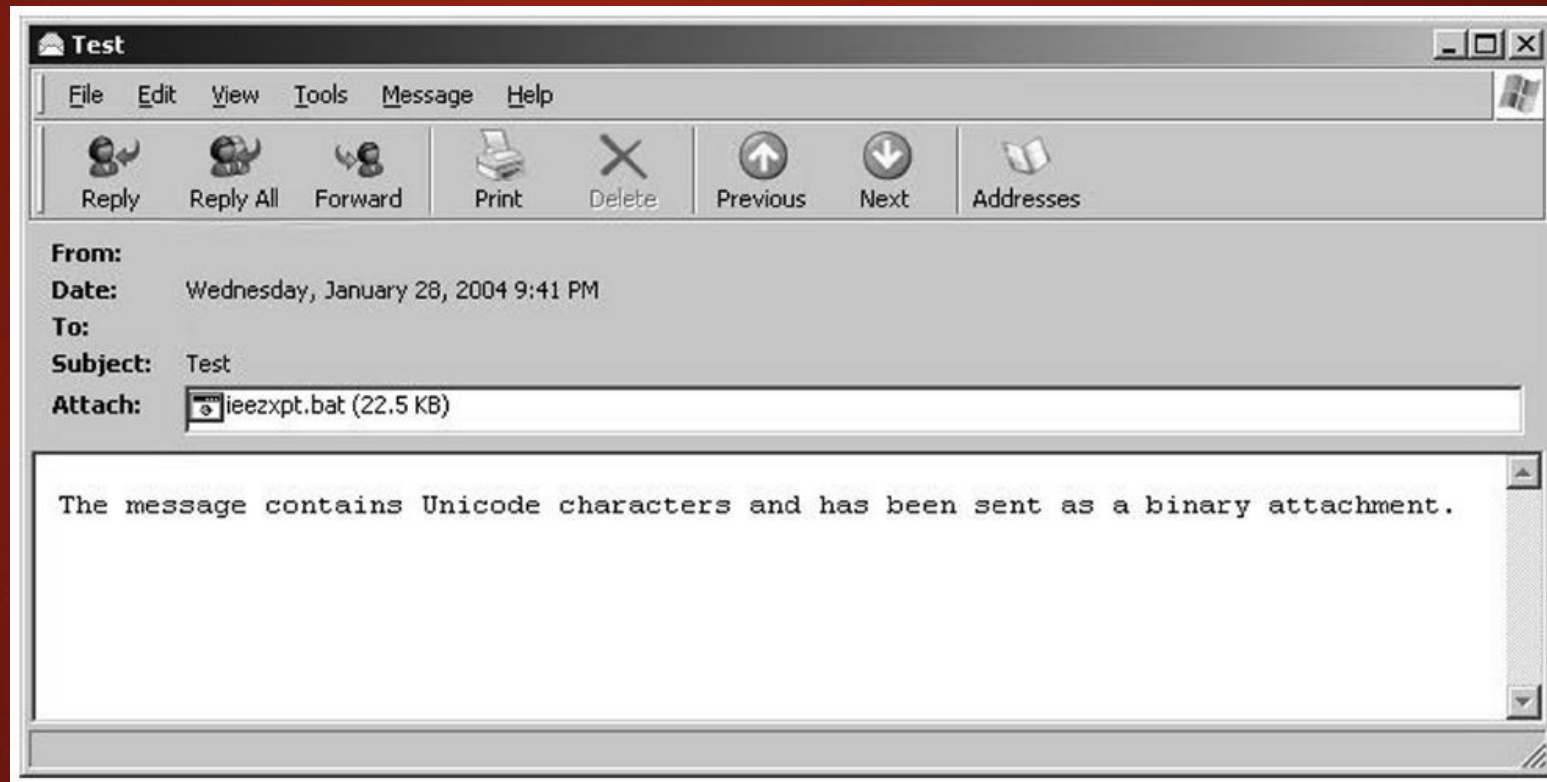 Test
File Edit View Tools Message Help
Reply Reply All Forward Print Delete Previous Next Addresses
From:
Date: Wednesday, January 28, 2004 9:41 PM
To:
Subject: Test
Attach: ieezxpt.bat (22.5 KB)
The message contains Unicode characters and has been sent as a binary attachment.